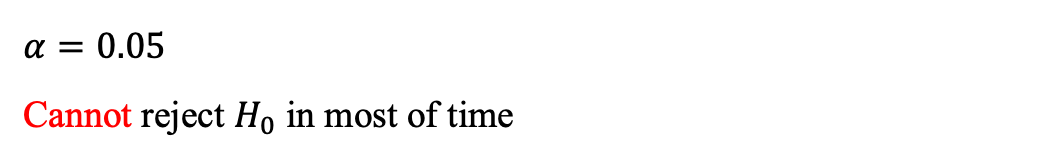 α = 0.05
Cannot reject H₀ in most of time